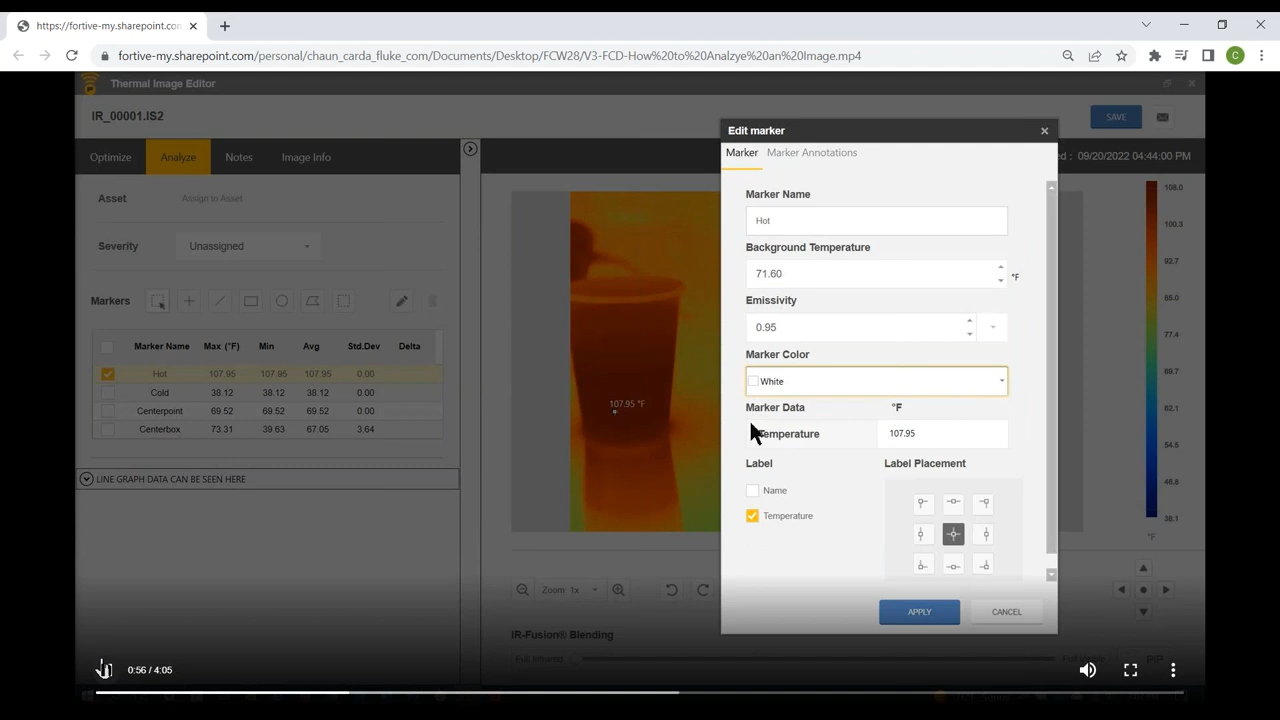 https://fortive-my.sharepoint.com
fortive-my.sharepoint.com/personal/chaun_carda_fluke_com/Documents/Desktop/FCW28/V3-FCD-How%20to%20Analzye%20an%20Image.mp4
C
Thermal Image Editor
IR_00001.IS2
SAVE
Optimize Analyze Notes Image Info
ed : 09/20/2022 04:44:00 PM
Asset Assign to Asset
Severity Unassigned
Markers
Marker Name Max (°F) Min Avg Std.Dev Delta
Hot 107.95 107.95 107.95 0.00
Cold 38.12 38.12 38.12 0.00
Centerpoint 69.52 69.52 69.52 0.00
Centerbox 73.31 39.63 67.05 3.64
LINE GRAPH DATA CAN BE SEEN HERE
107.95 °F
Zoom 1x
IR-Fusion® Blending
Full Infrared
PIP
Edit marker
Marker Marker Annotations
Marker Name
Hot
Background Temperature
71.60 °F
Emissivity
0.95
Marker Color
White
Marker Data °F
Temperature 107.95
Label Label Placement
Name
Temperature
APPLY CANCEL
108.0
100.3
92.7
85.0
77.4
69.7
62.1
54.5
46.8
38.1
°F
0:56 / 4:05